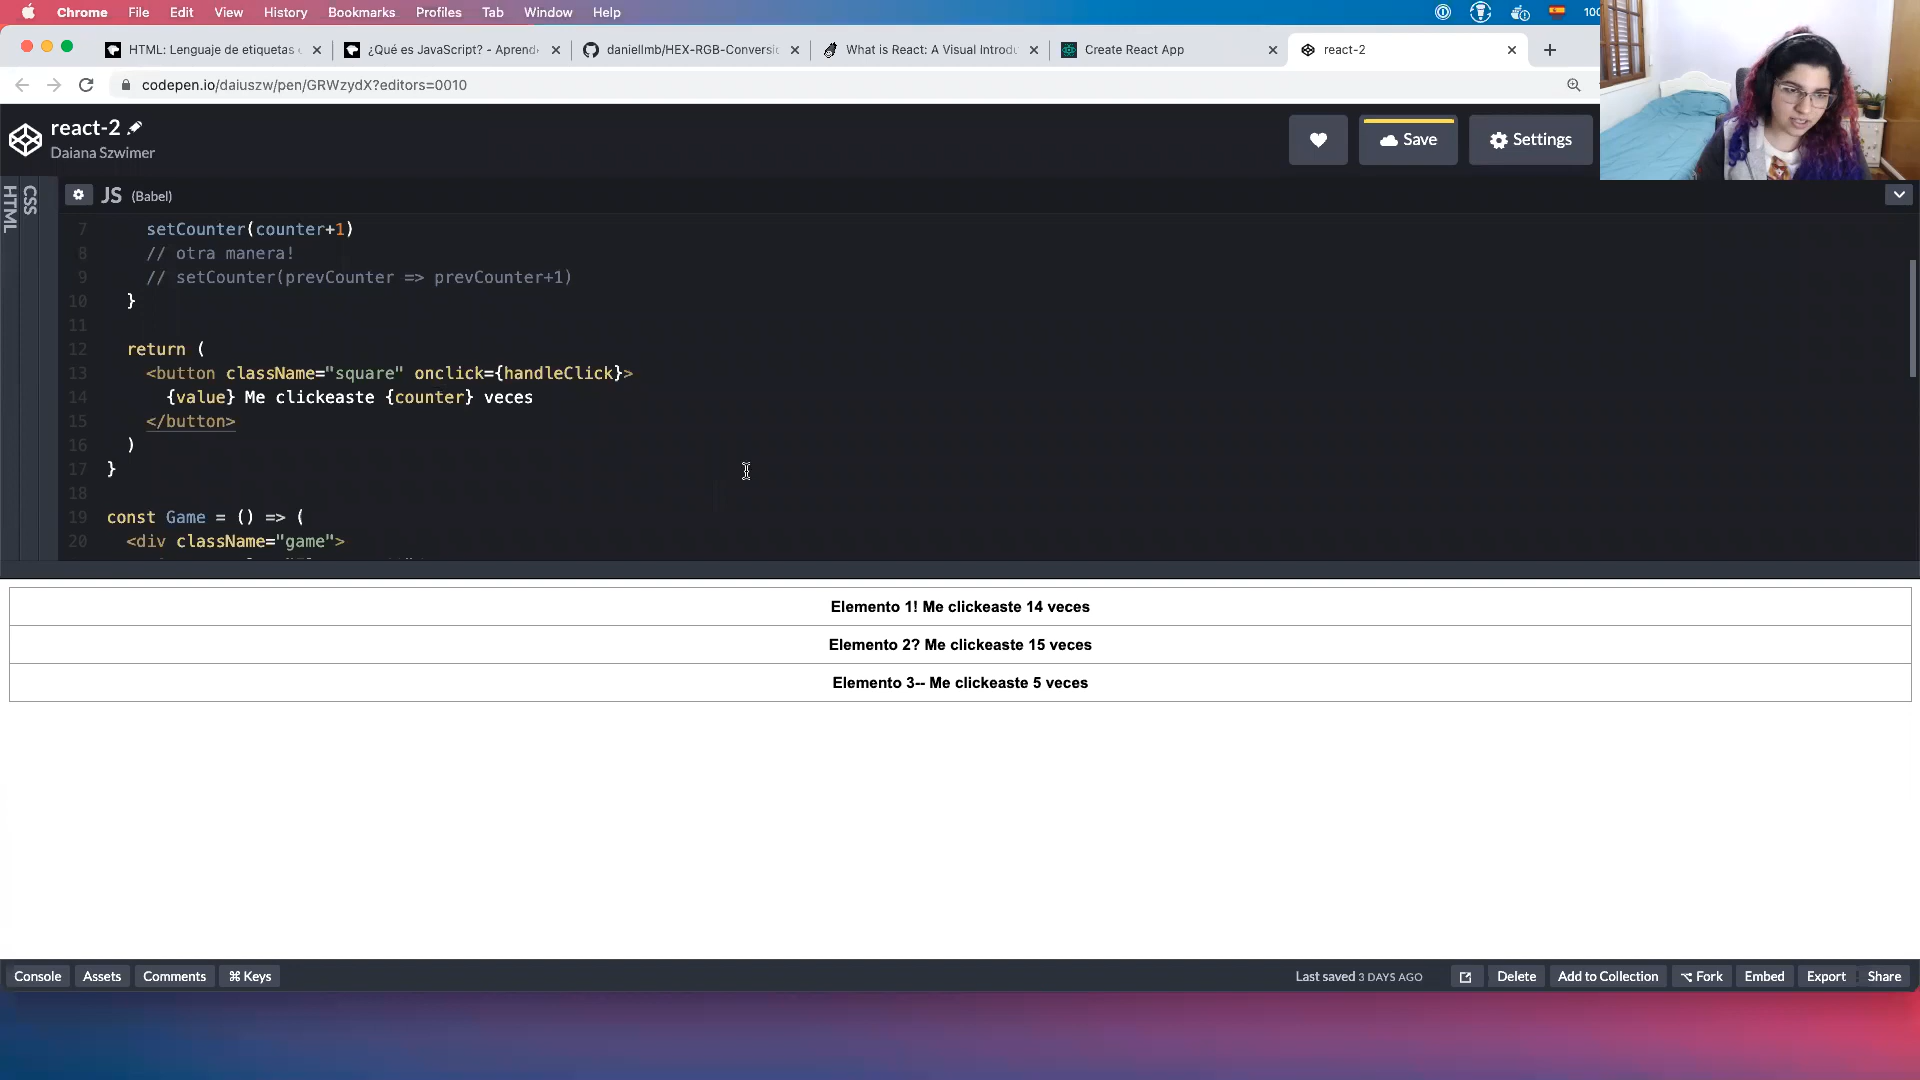 Chrome File Edit View History Bookmarks Profiles Tab Window Help 100
HTML: Lenguaje de etiquetas
¿Qué es JavaScript? - Aprend
daniellmb/HEX-RGB-Conversi
What is React: A Visual Introdu
Create React App
react-2
codepen.io/daiuszw/pen/GRWzydX?editors=0010
react-2
Daiana Szwimer
Save
Settings
HTML
CSS
JS (Babel)
7 setCounter(counter+1)
8 // otra manera!
9 // setCounter(prevCounter => prevCounter+1)
10 }
11
12 return (
13 <button className="square" onclick={handleClick}>
14 {value} Me clickeaste {counter} veces
15 </button>
16 )
17 }
18
19 const Game = () => (
20 <div className="game">
Elemento 1! Me clickeaste 14 veces
Elemento 2? Me clickeaste 15 veces
Elemento 3-- Me clickeaste 5 veces
Console Assets Comments ⌘ Keys Last saved 3 DAYS AGO Delete Add to Collection Fork Embed Export Share